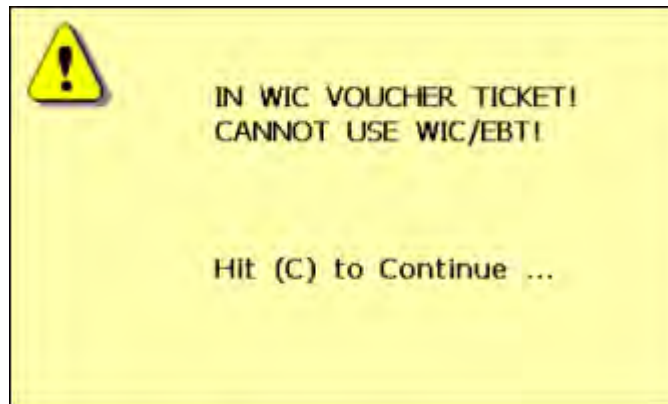 IN WIC VOUCHER TICKET!
CANNOT USE WIC/EBT!
Hit (C) to Continue ...